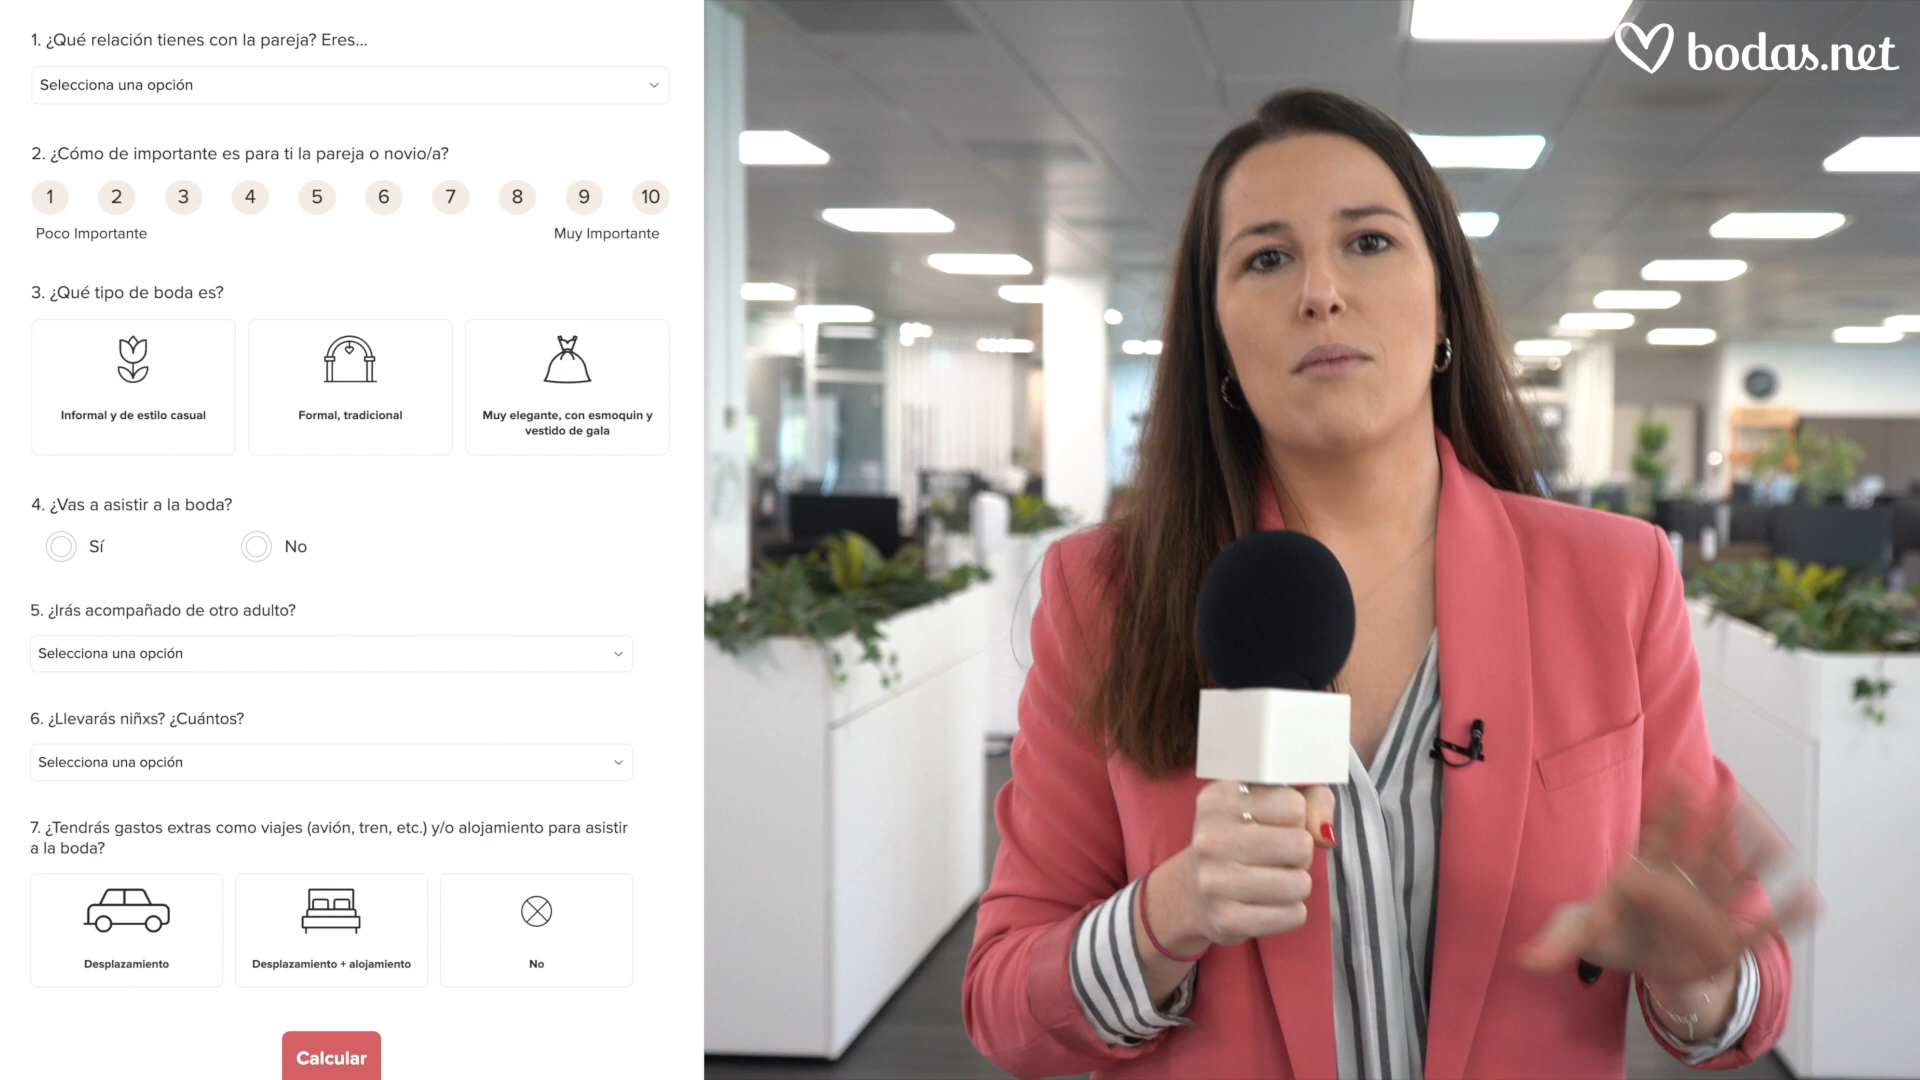 1. ¿Qué relación tienes con la pareja? Eres...
Selecciona una opción
2. ¿Cómo de importante es para ti la pareja o novio/a?
1 2 3 4 5 6 7 8 9 10
Poco Importante Muy Importante
3. ¿Qué tipo de boda es?
Informal y de estilo casual
Formal, tradicional
Muy elegante, con esmoquin y
vestido de gala
4. ¿Vas a asistir a la boda?
Sí No
5. ¿Irás acompañado de otro adulto?
Selecciona una opción
6. ¿Llevarás niñxs? ¿Cuántos?
Selecciona una opción
7. ¿Tendrás gastos extras como viajes (avión, tren, etc.) y/o alojamiento para asistir
a la boda?
Desplazamiento
Desplazamiento + alojamiento
No
Calcular
bodas.net